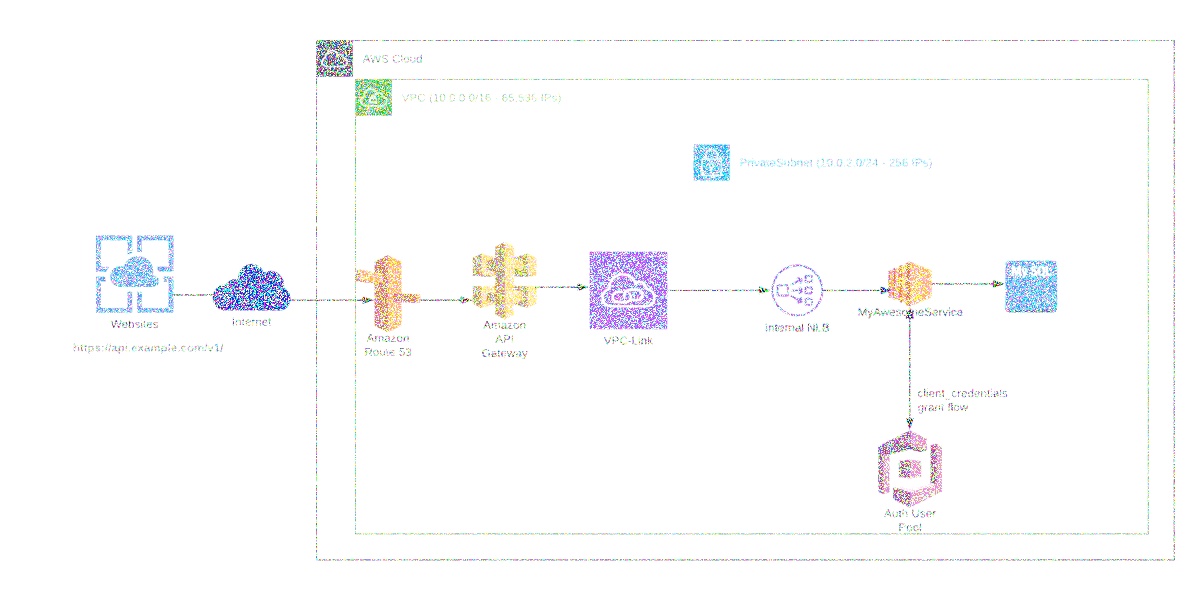 AWS Cloud
VPC (10.0.0.0/16 - 65,536 IPs)
PrivateSubnet (10.0.2.0/24 - 256 IPs)
Websites
https://api.example.com/v1/
Internet
Amazon
Route 53
Amazon
API
Gateway
VPC-Link
Internal NLB
MyAwesomeService
My SQL
client_credentials
grant flow
Auth User
Pool